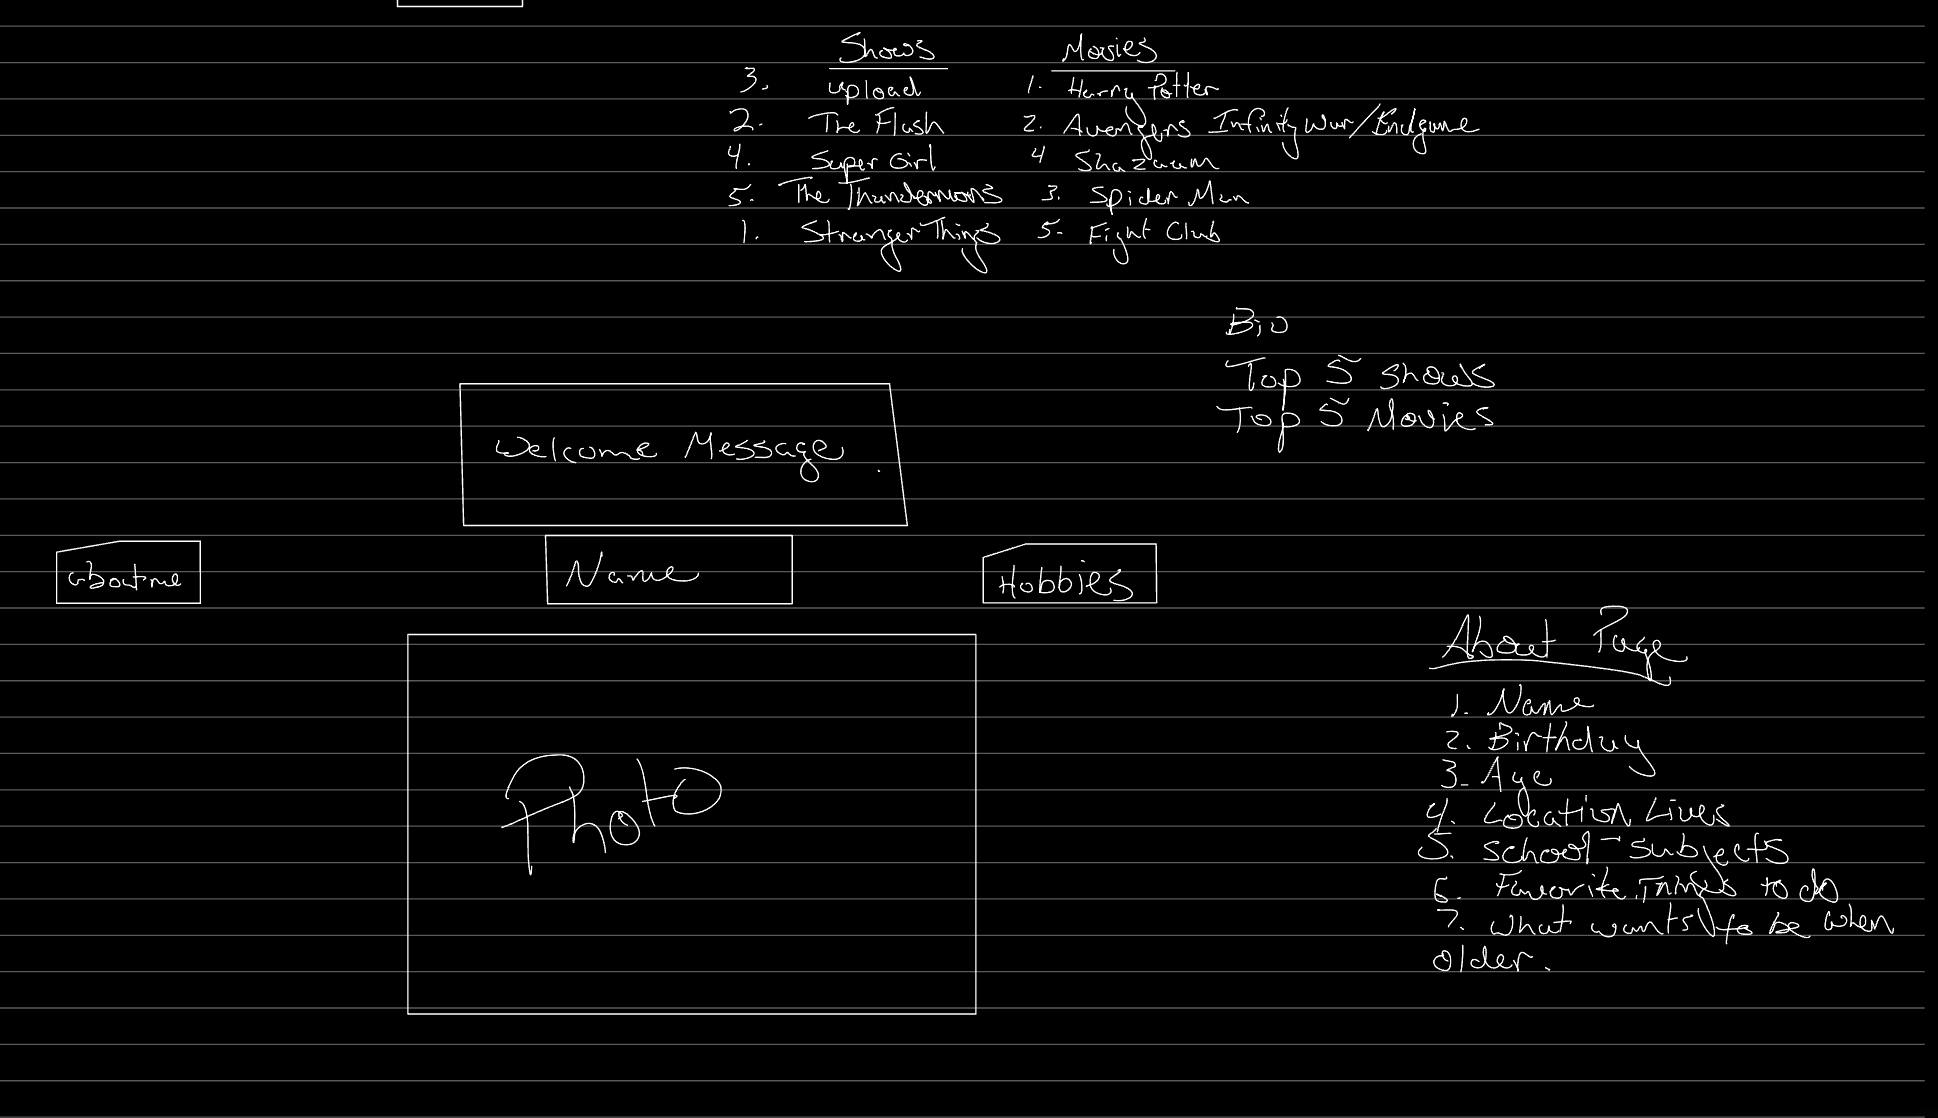 Shows Movies
3. upload 1. Harry Potter
2. The Flash 2. Avengers Infinity War/Endgame
4. Super Girl 4 Shazaam
5. The Thundermans 3. Spider Man
1. Stranger Things 5. Fight Club
Bio
Top 5 shows
Top 5 Movies
Welcome Message
aboutme Name Hobbies
Photo
About Page
1. Name
2. Birthday
3. Age
4. Location Lives
5. School - Subjects
6. Favorite Things to do
7. What wants to be when
older.